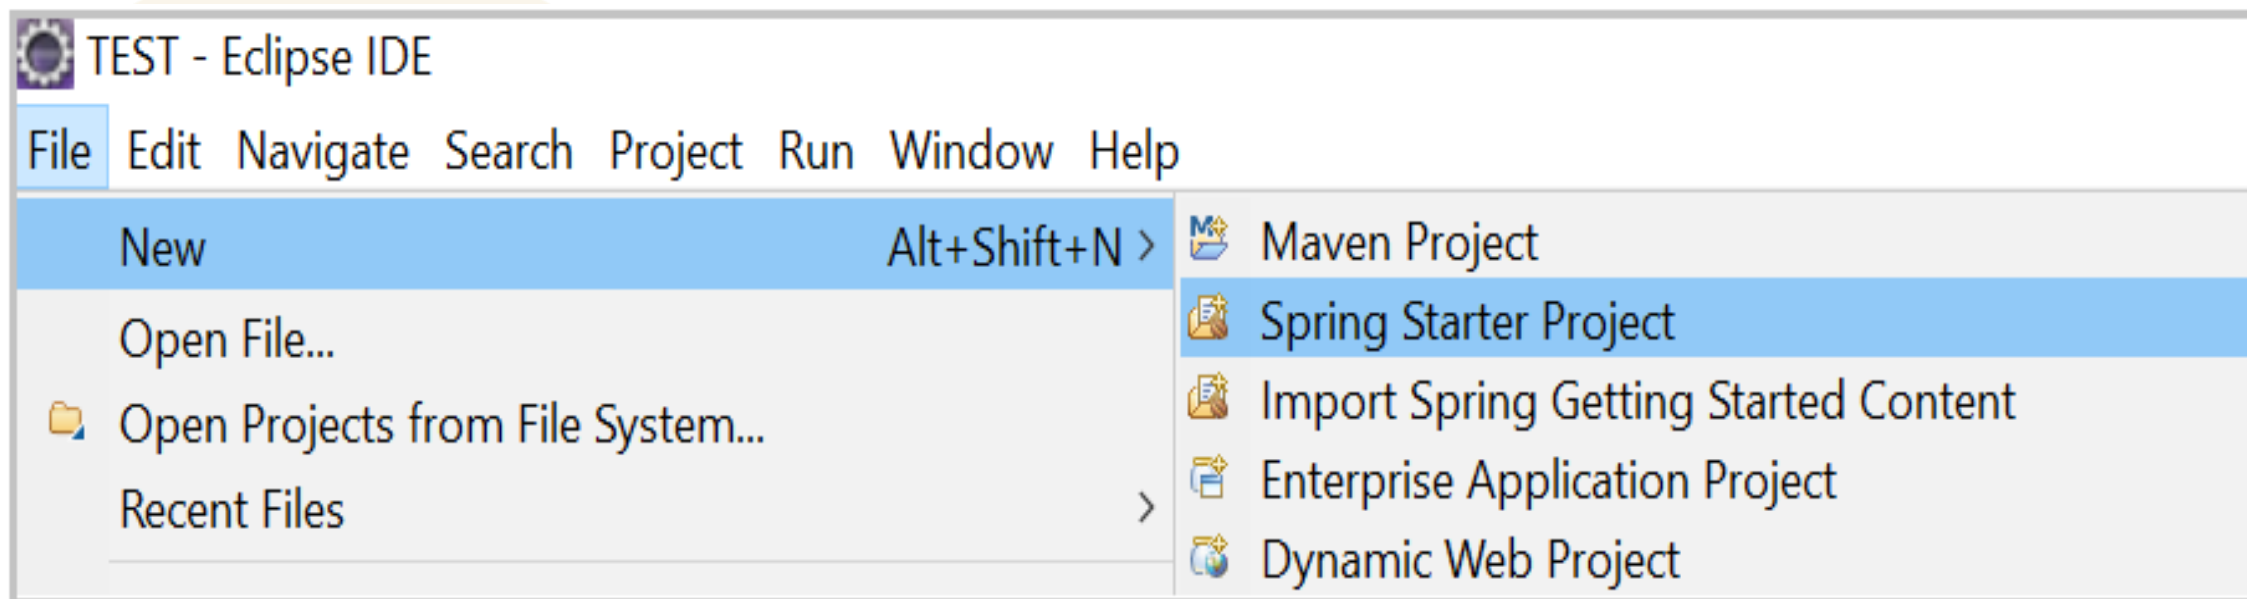 TEST - Eclipse IDE
File Edit Navigate Search Project Run Window Help
New Alt+Shift+N >
Open File...
Open Projects from File System...
Recent Files >
Maven Project
Spring Starter Project
Import Spring Getting Started Content
Enterprise Application Project
Dynamic Web Project